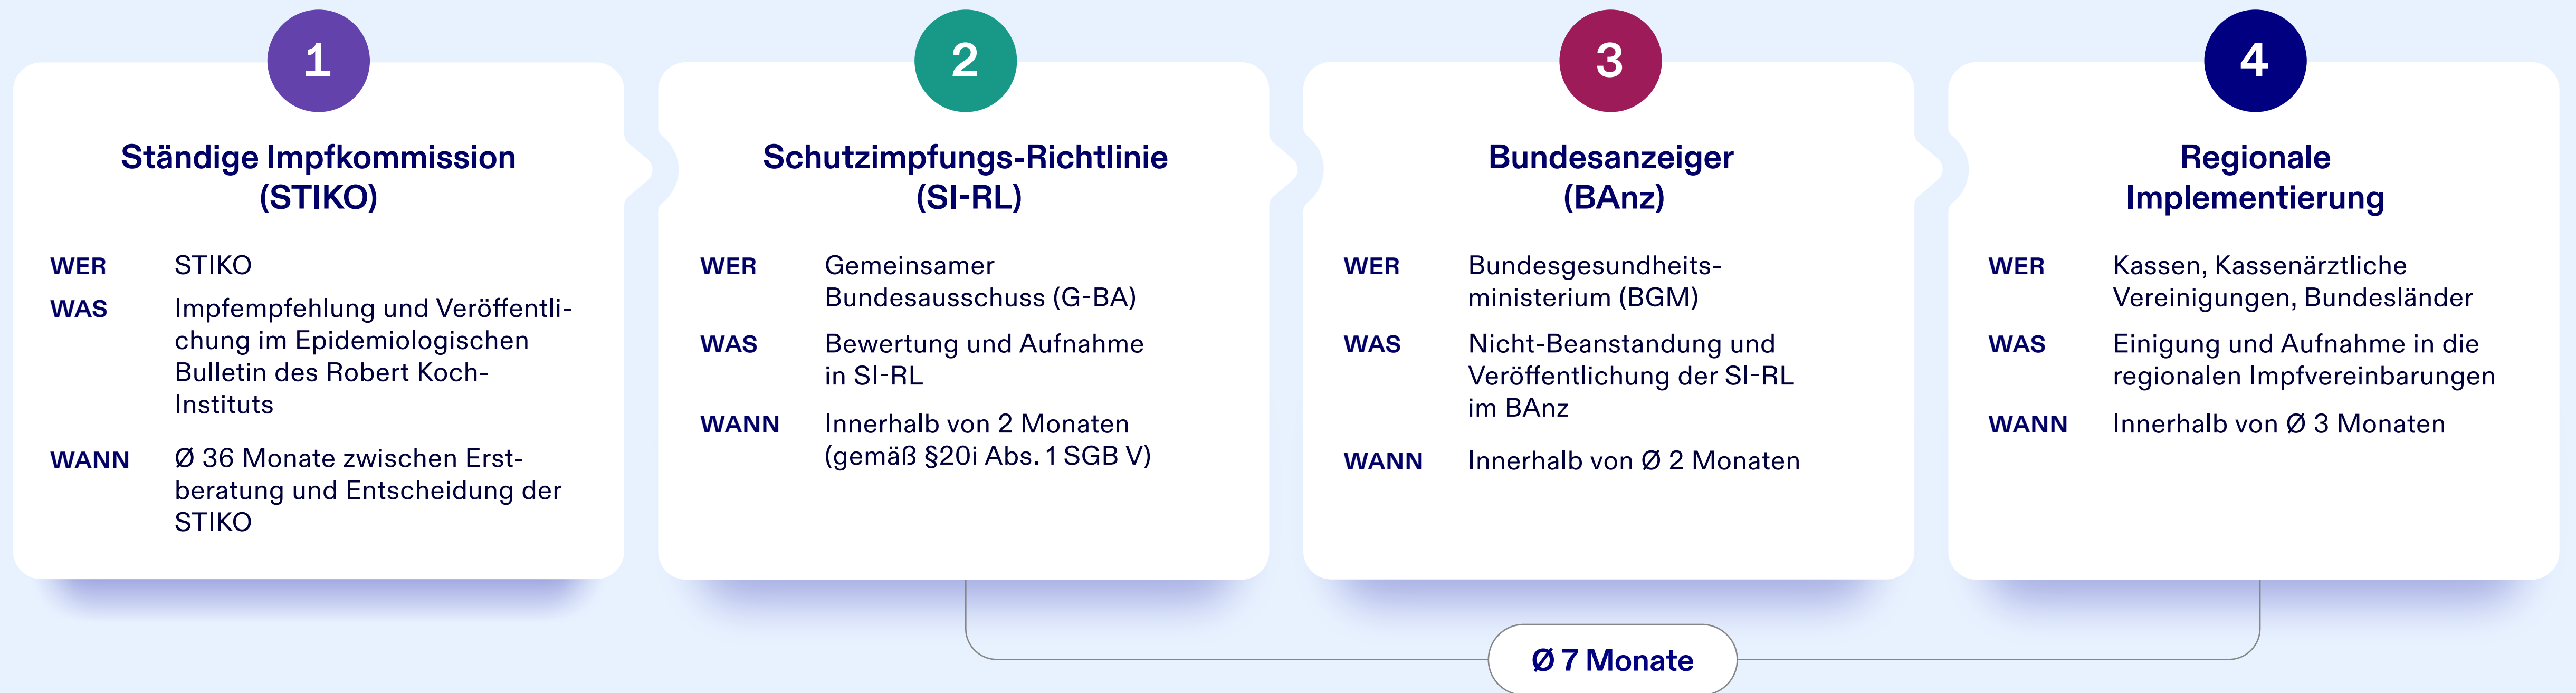 1
Ständige Impfkommission
(STIKO)
WER STIKO
WAS Impfempfehlung und Veröffentli-
chung im Epidemiologischen
Bulletin des Robert Koch-
Instituts
WANN Ø 36 Monate zwischen Erst-
beratung und Entscheidung der
STIKO
2
Schutzimpfungs-Richtlinie
(SI-RL)
WER Gemeinsamer
Bundesausschuss (G-BA)
WAS Bewertung und Aufnahme
in SI-RL
WANN Innerhalb von 2 Monaten
(gemäß §20i Abs. 1 SGB V)
3
Bundesanzeiger
(BAnz)
WER Bundesgesundheits-
ministerium (BGM)
WAS Nicht-Beanstandung und
Veröffentlichung der SI-RL
im BAnz
WANN Innerhalb von Ø 2 Monaten
4
Regionale
Implementierung
WER Kassen, Kassenärztliche
Vereinigungen, Bundesländer
WAS Einigung und Aufnahme in die
regionalen Impfvereinbarungen
WANN Innerhalb von Ø 3 Monaten
Ø 7 Monate